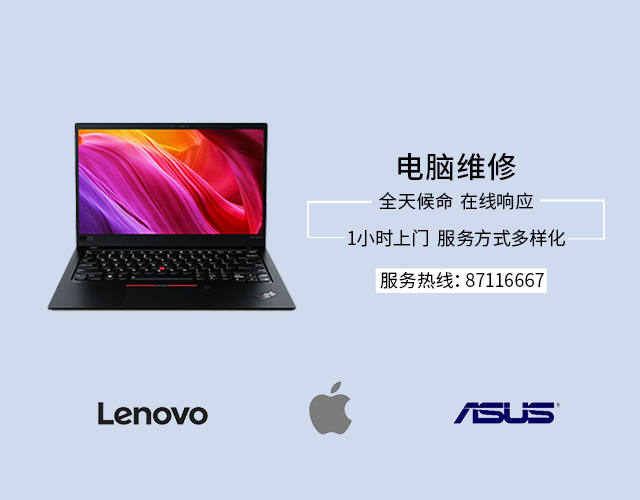 电脑维修
全天候命 在线响应
1小时上门 服务方式多样化
服务热线：87116667
Lenovo
ASUS